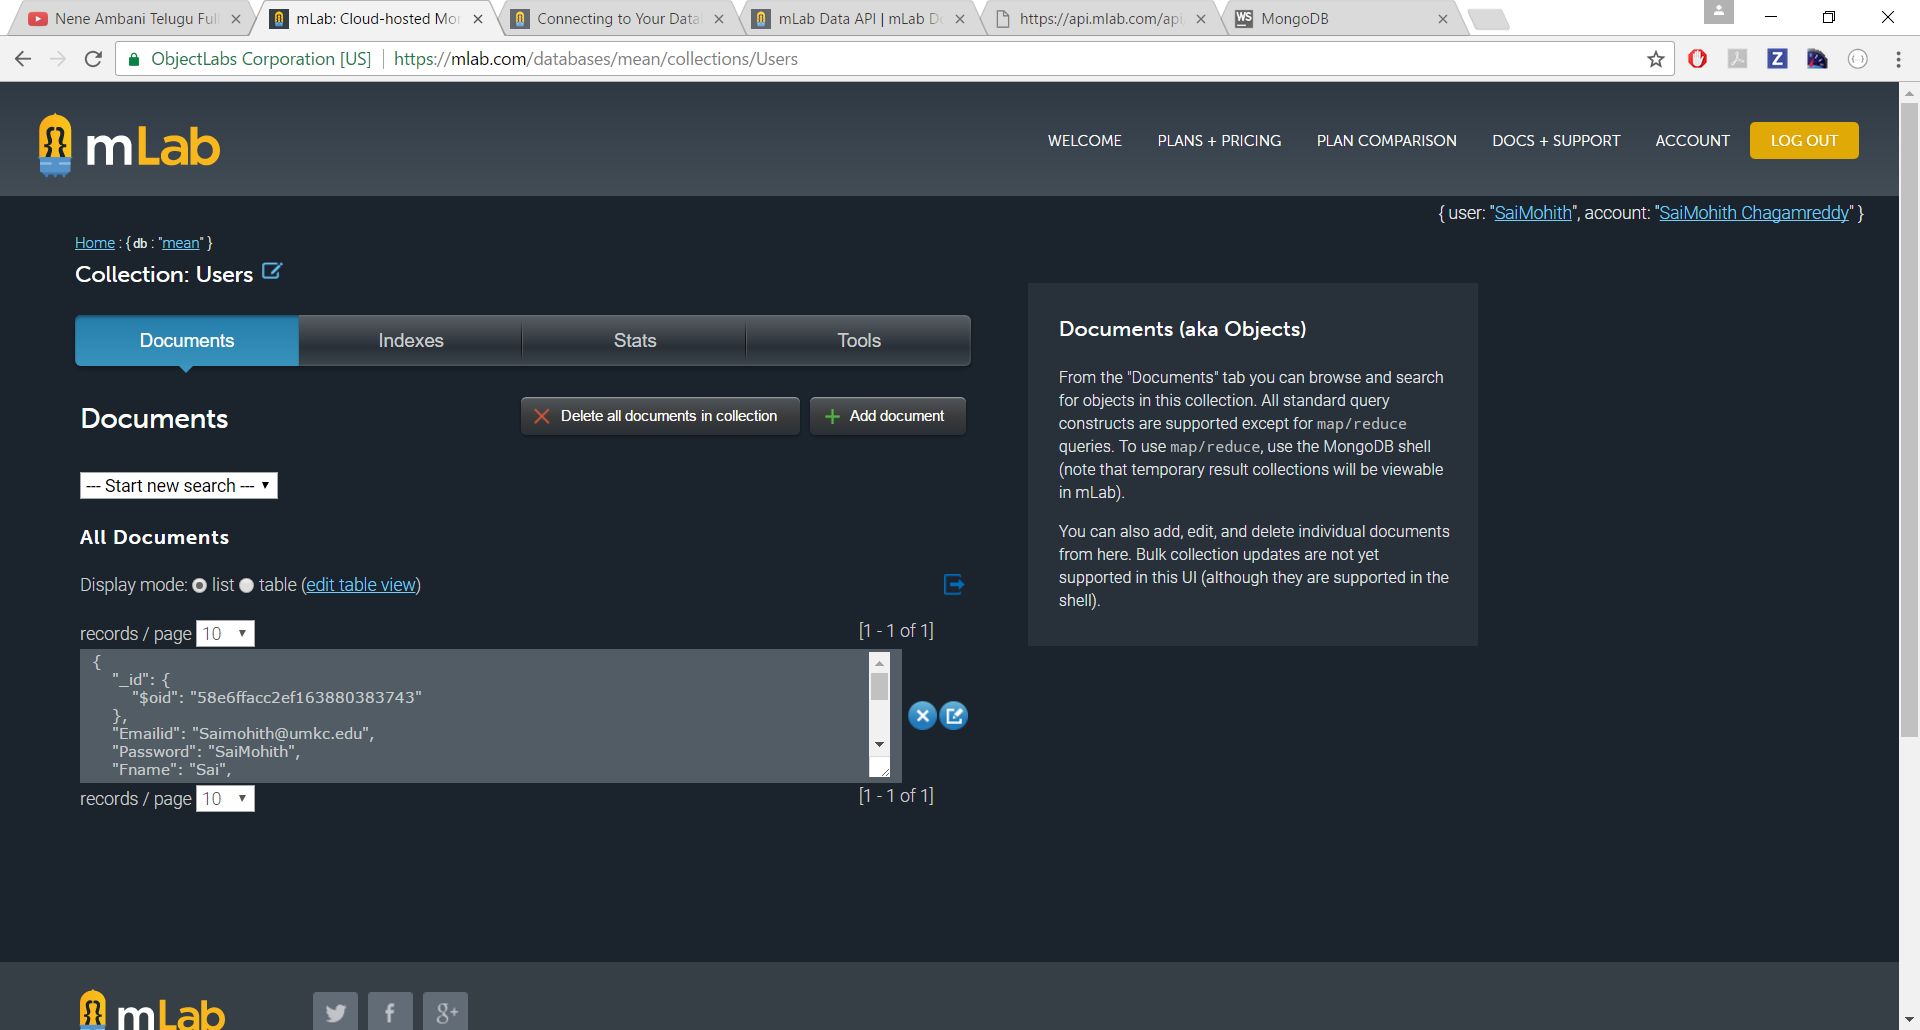 Nene Ambani Telugu Full
mLab: Cloud-hosted Mon
Connecting to Your Datab
mLab Data API | mLab Do
https://api.mlab.com/api
WS MongoDB
ObjectLabs Corporation [US] https://mlab.com/databases/mean/collections/Users
mLab
WELCOME PLANS + PRICING PLAN COMPARISON DOCS + SUPPORT ACCOUNT LOG OUT
{ user: "SaiMohith", account: "SaiMohith Chagamreddy" }
Home : { db : "mean" }
Collection: Users
Documents Indexes Stats Tools
Documents
Delete all documents in collection
Add document
--- Start new search ---
All Documents
Display mode: list table (edit table view)
records / page 10 [1 - 1 of 1]
{
"_id": {
"$oid": "58e6ffacc2ef163880383743"
},
"Emailid": "Saimohith@umkc.edu",
"Password": "SaiMohith",
"Fname": "Sai",
records / page 10 [1 - 1 of 1]
Documents (aka Objects)
From the "Documents" tab you can browse and search
for objects in this collection. All standard query
constructs are supported except for map/reduce
queries. To use map/reduce, use the MongoDB shell
(note that temporary result collections will be viewable
in mLab).
You can also add, edit, and delete individual documents
from here. Bulk collection updates are not yet
supported in this UI (although they are supported in the
shell).
mLab